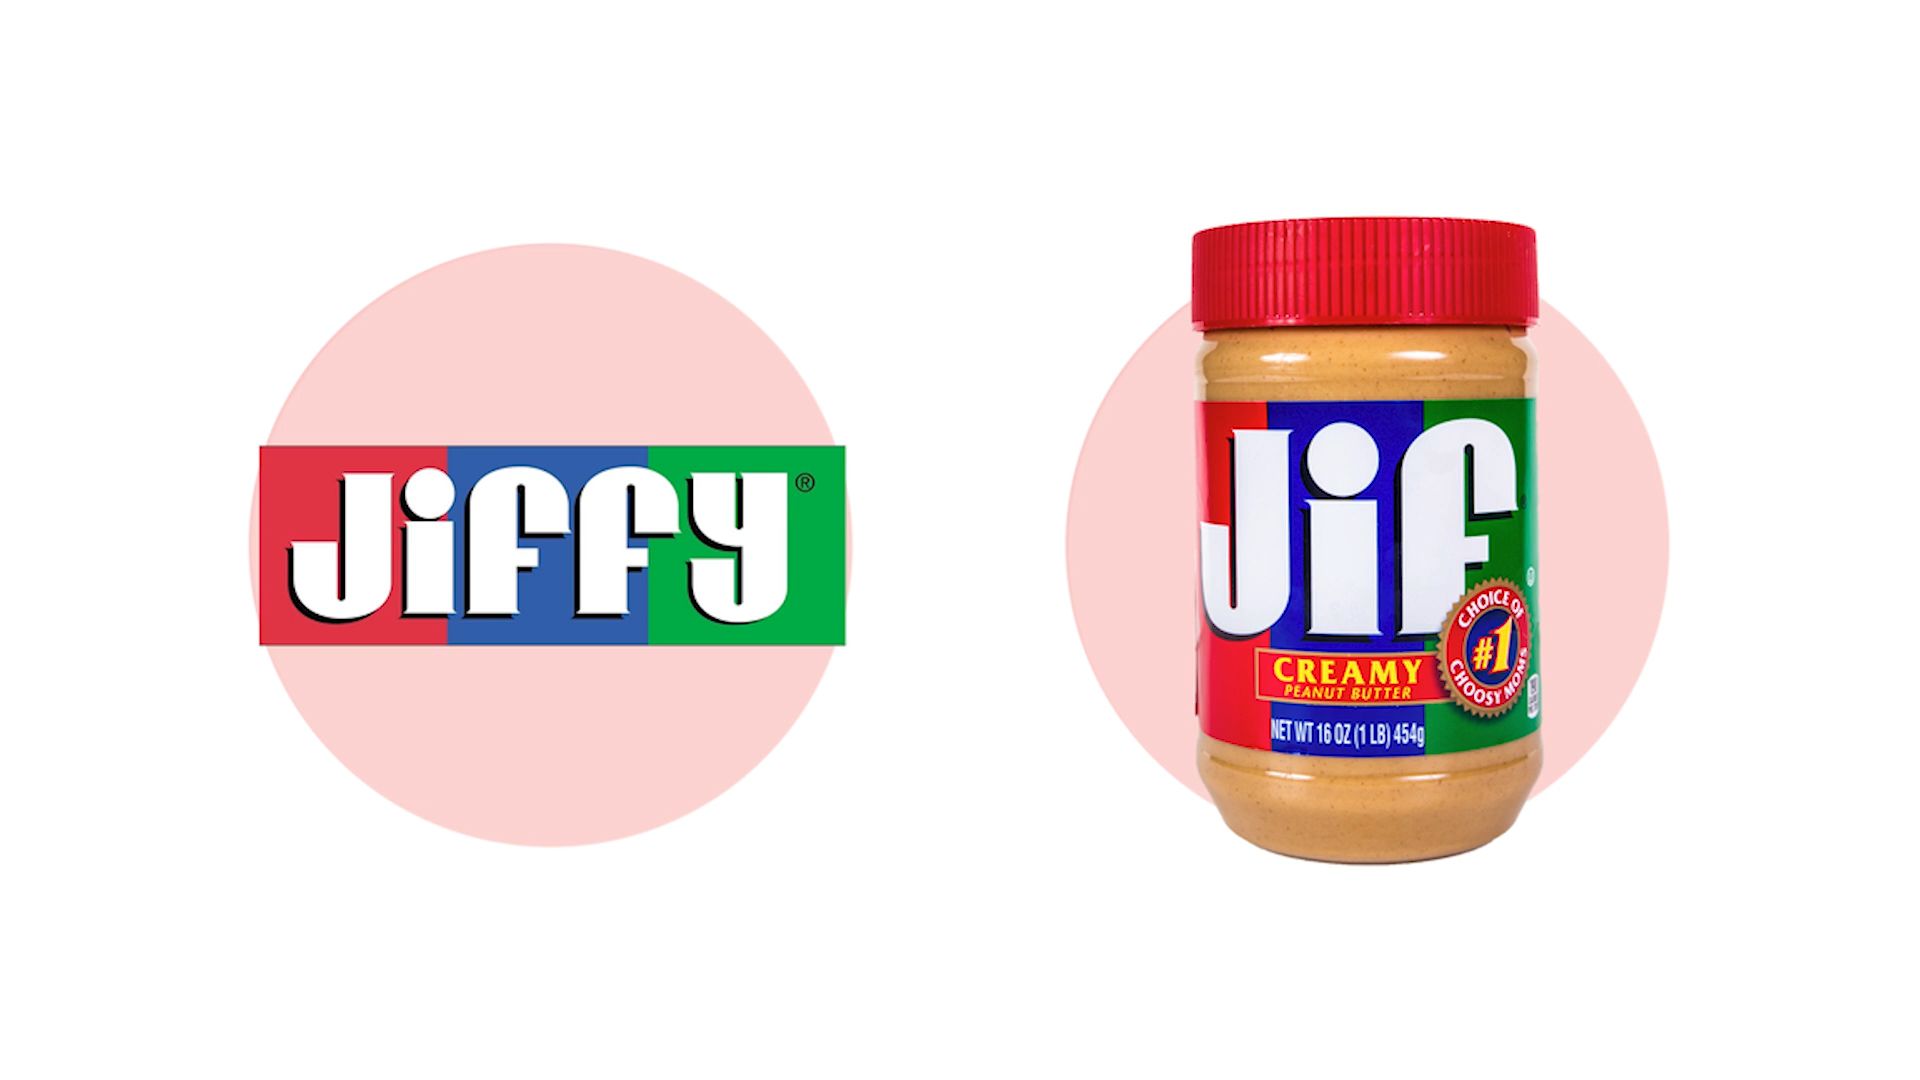 Jiffy®
Jif
CREAMY
PEANUT BUTTER
NET WT 16 OZ (1 LB) 454g
CHOICE OF
#1
CHOOSY MOMS